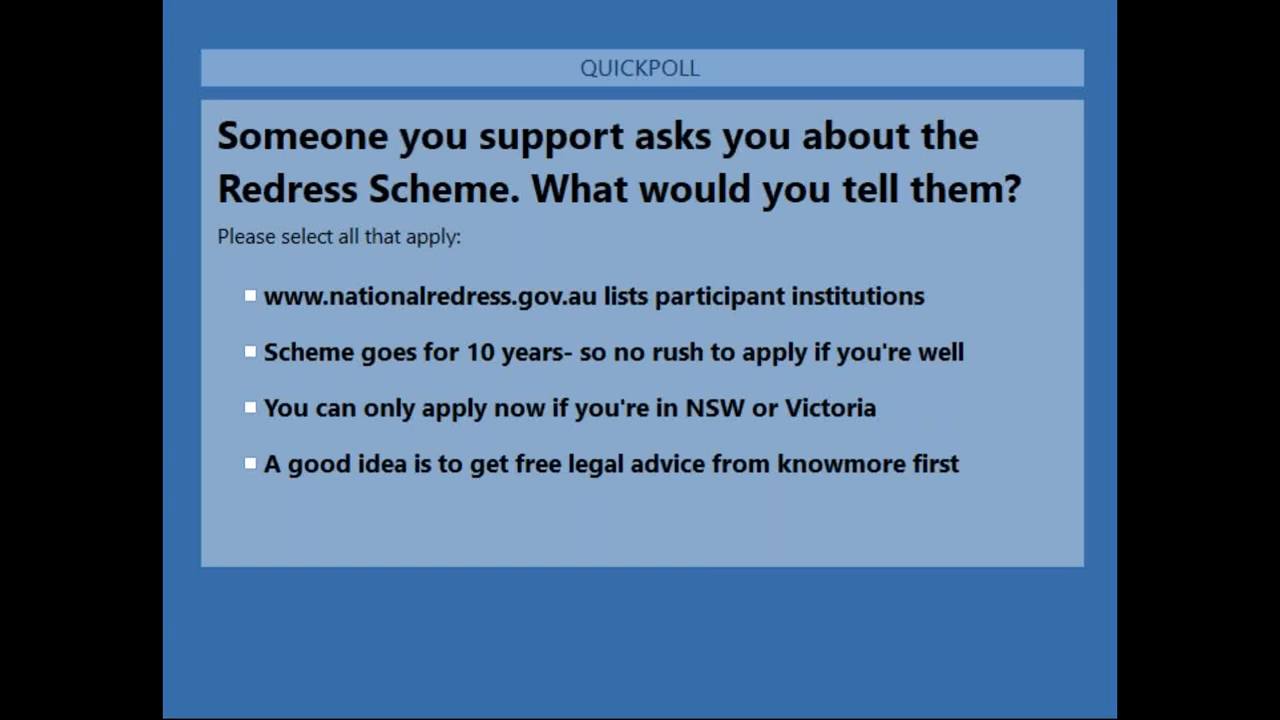 QUICKPOLL
Someone you support asks you about the
Redress Scheme. What would you tell them?
Please select all that apply:
www.nationalredress.gov.au lists participant institutions
Scheme goes for 10 years- so no rush to apply if you're well
You can only apply now if you're in NSW or Victoria
A good idea is to get free legal advice from knowmore first